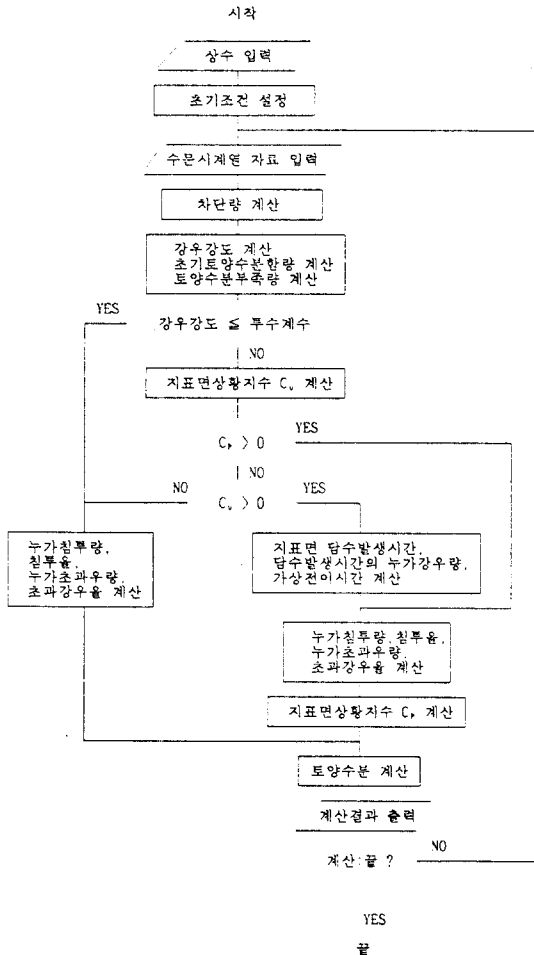 시작
상수 입력
초기조건 설정
수문시계열 자료 입력
차단량 계산
강우강도 계산
초기토양수분함량 계산
토양수분부족량 계산
YES
강우강도 ≦ 투수계수
NO
지표면상황지수 Cᵤ 계산
YES
Cₚ > 0
NO
NO
YES
Cᵤ > 0
누가침투량,
침투율,
누가초과우량,
초과강우율 계산
지표면 담수발생시간,
담수발생시간의 누가강우량,
가상전이시간 계산
누가침투량, 침투율,
누가초과우량,
초과강우율 계산
지표면상황지수 Cₚ 계산
토양수분 계산
계산결과 출력
NO
계산 끝 ?
YES
끝